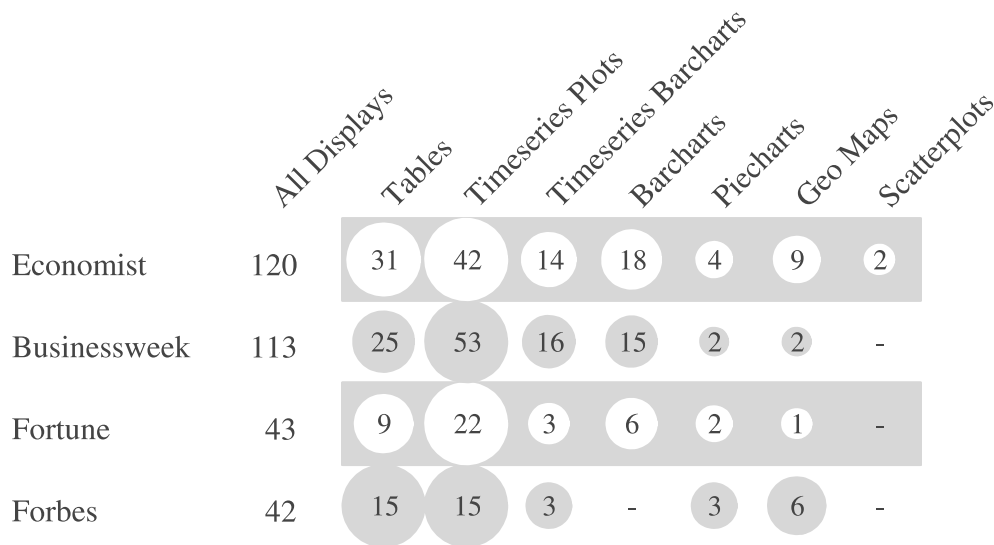 All Displays Tables Timeseries Plots Timeseries Barcharts Barcharts Piecharts Geo Maps Scatterplots
Economist 120 31 42 14 18 4 9 2
Businessweek 113 25 53 16 15 2 2 -
Fortune 43 9 22 3 6 2 1 -
Forbes 42 15 15 3 - 3 6 -